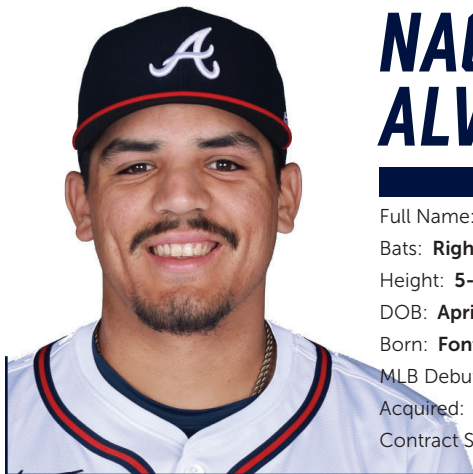 A
NA
ALV
Full Name:
Bats: Righ
Height: 5-
DOB: Apri
Born: Fon
MLB Debu
Acquired:
Contract S